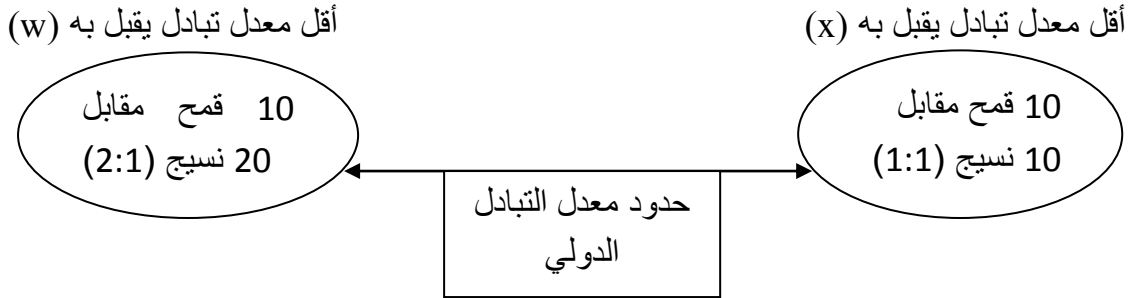 أقل معدل تبادل يقبل به (x)
أقل معدل تبادل يقبل به (w)
10 قمح مقابل
10 نسيج (1:1)
10 قمح مقابل
20 نسيج (2:1)
حدود معدل التبادل
الدولي